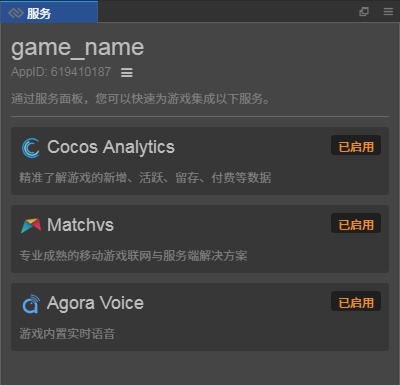 服务
game_name
AppID: 619410187
通过服务面板，您可以快速为游戏集成以下服务。
Cocos Analytics 已启用
精准了解游戏的新增、活跃、留存、付费等数据
Matchvs 已启用
专业成熟的移动游戏联网与服务端解决方案
Agora Voice 已启用
游戏内置实时语音